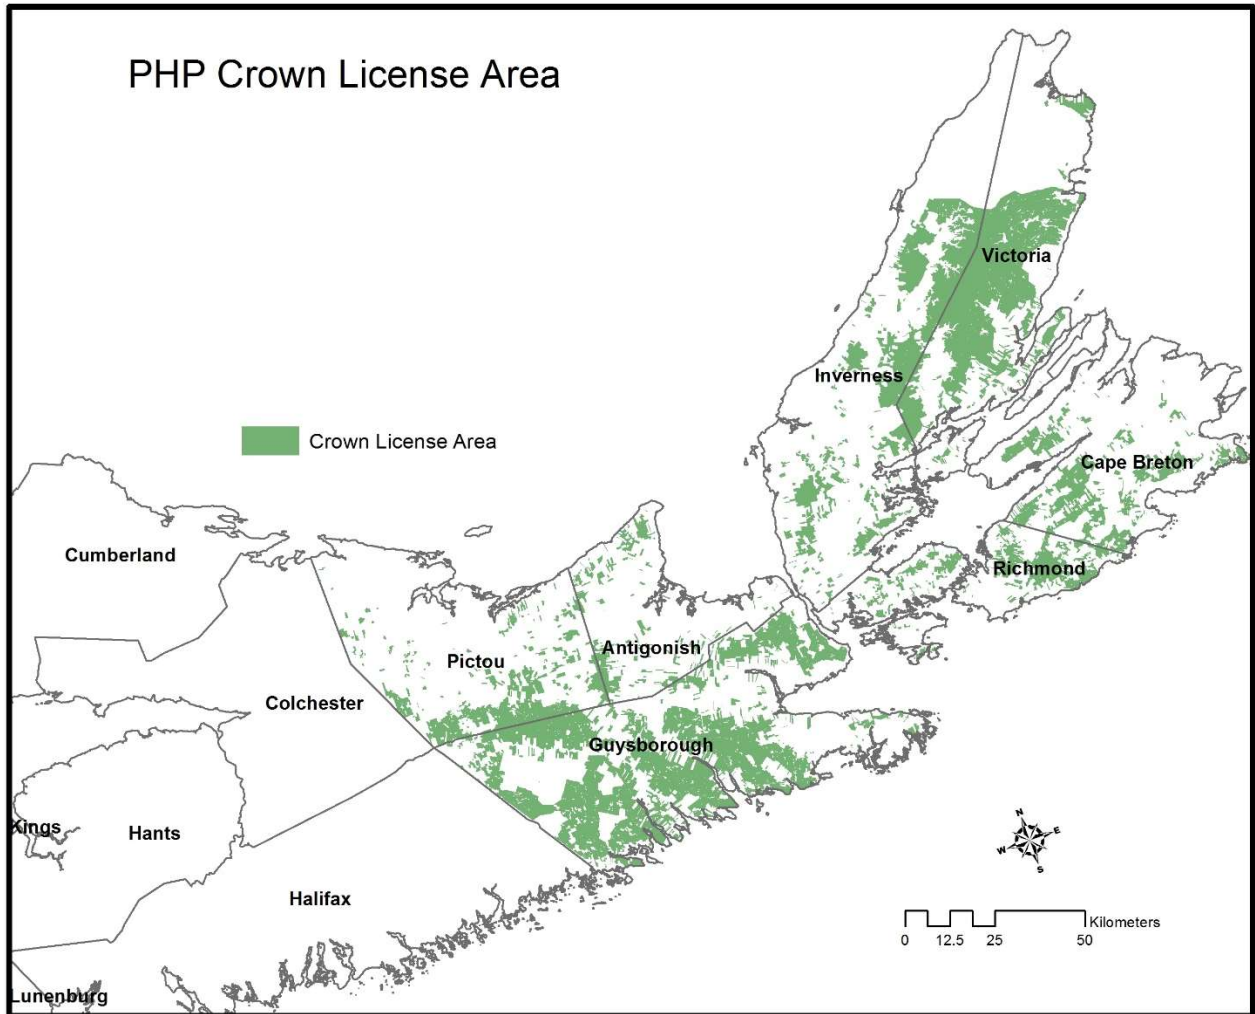 PHP Crown License Area
Victoria
Inverness
Crown License Area
Cape Breton
Cumberland
Richmond
Antigonish
Pictou
Colchester
Guysborough
Kings
Hants
N
E
W
S
Halifax
Kilometers
0 12.5 25 50
Lunenburg